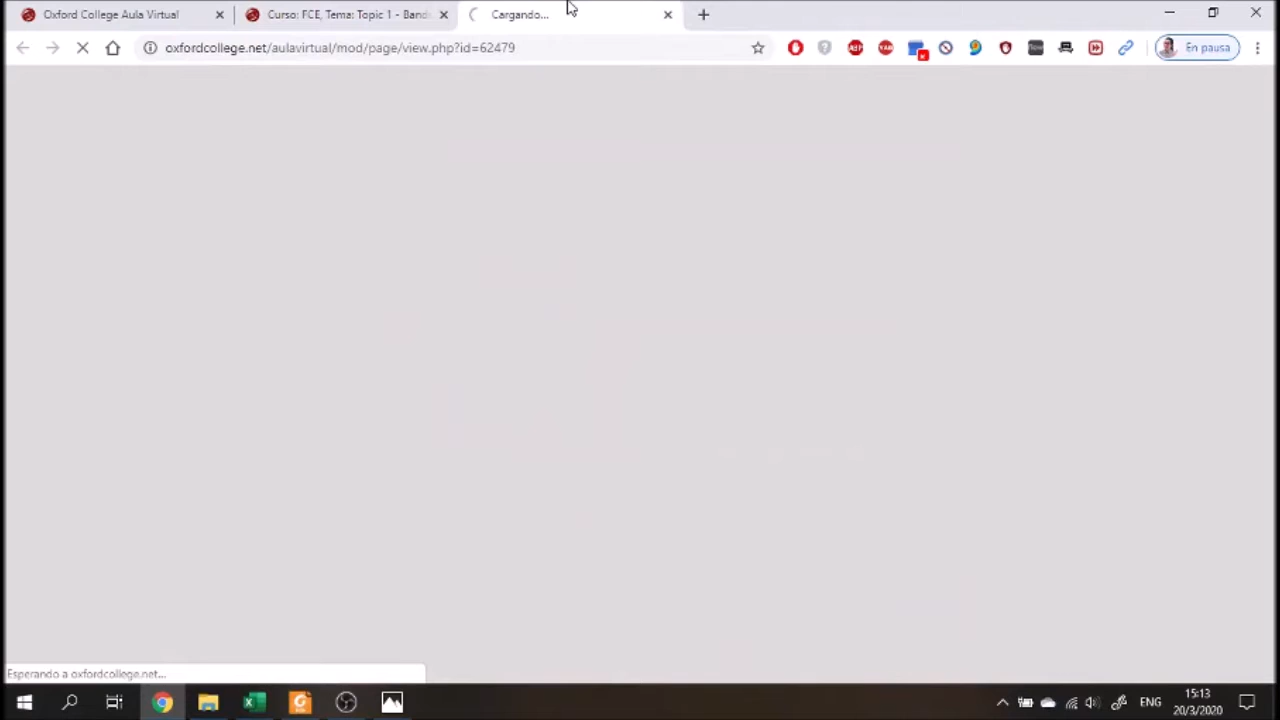 Oxford College Aula Virtual
Curso: FCE, Tema: Topic 1 - Band
Cargando...
oxfordcollege.net/aulavirtual/mod/page/view.php?id=62479
ABP
En pausa
Esperando a oxfordcollege.net...
ENG
15:13
20/3/2020